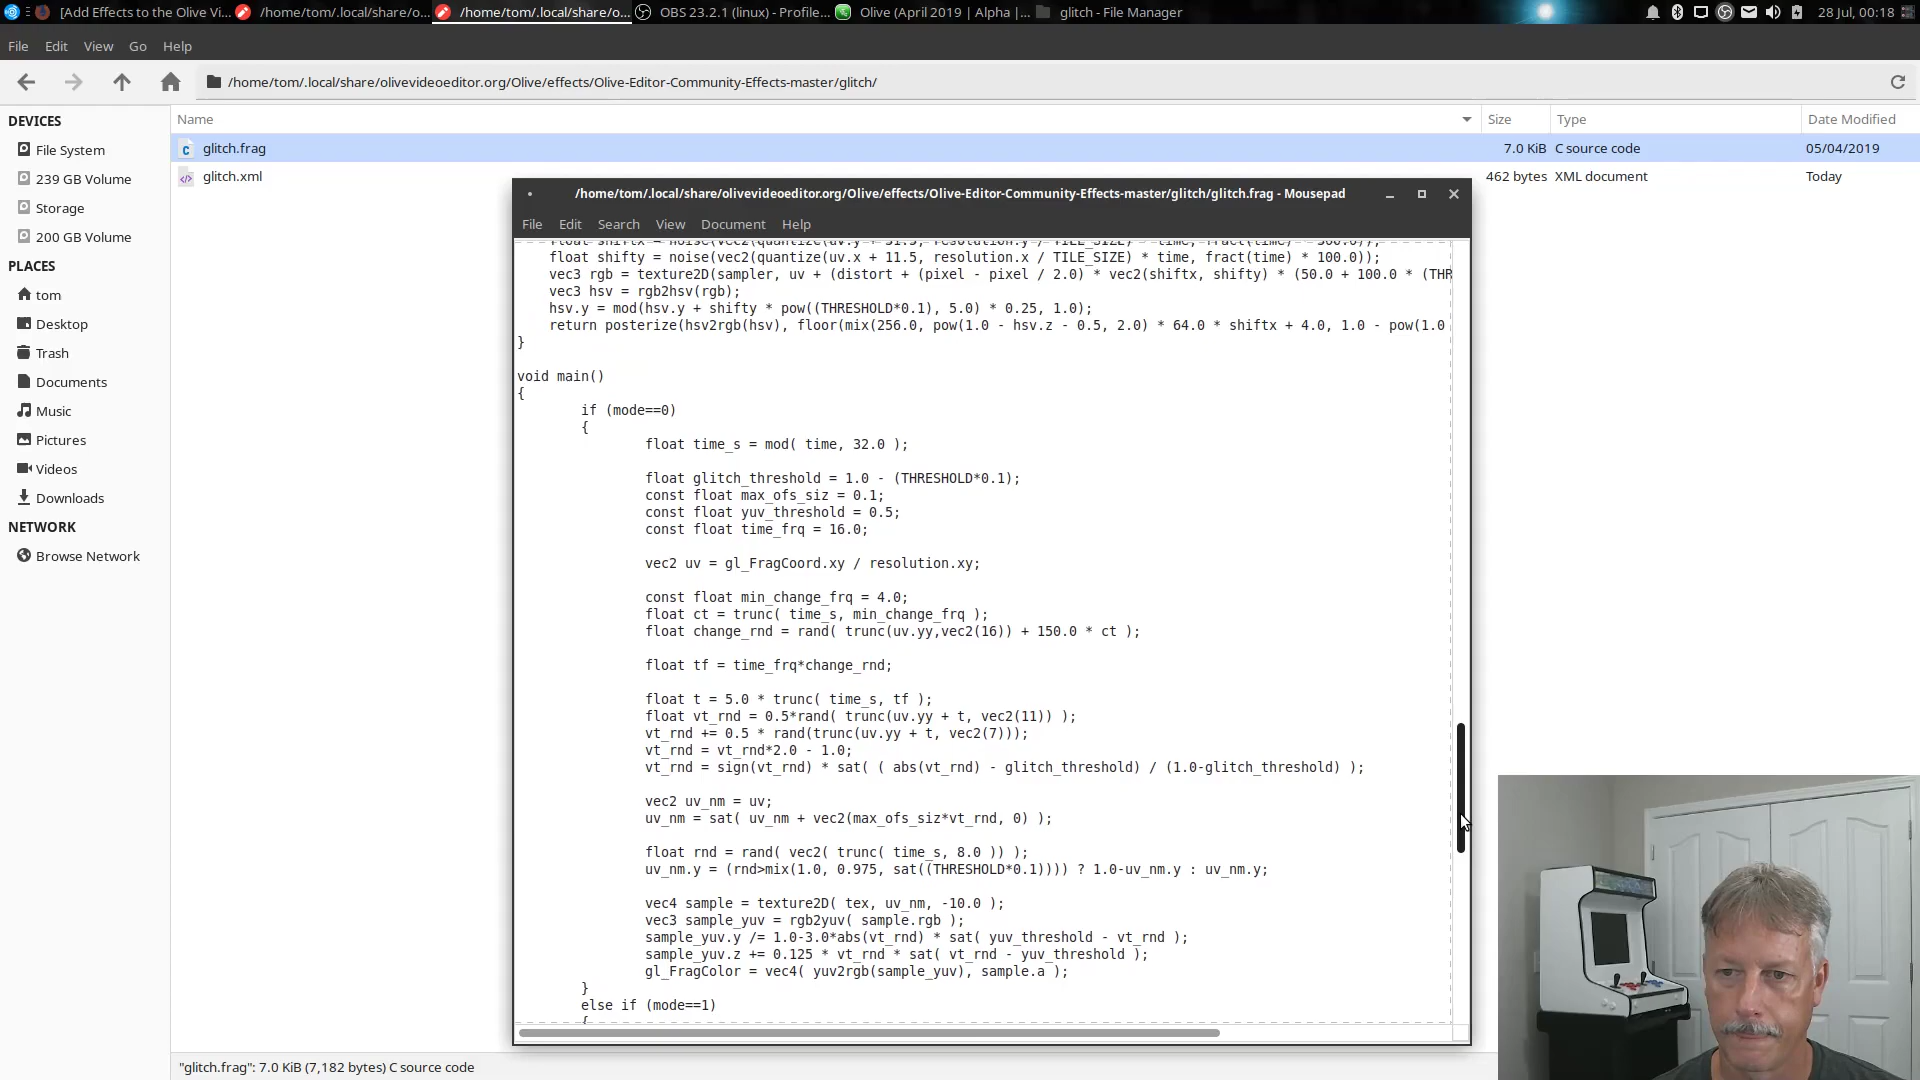 [Add Effects to the Olive Vi...
/home/tom/.local/share/o...
/home/tom/.local/share/o...
OBS 23.2.1 (linux) - Profile...
Olive (April 2019 | Alpha |...
glitch - File Manager
28 Jul, 00:18
File Edit View Go Help
/home/tom/.local/share/olivevideoeditor.org/Olive/effects/Olive-Editor-Community-Effects-master/glitch/
DEVICES
File System
239 GB Volume
Storage
200 GB Volume
PLACES
tom
Desktop
Trash
Documents
Music
Pictures
Videos
Downloads
NETWORK
Browse Network
Name Size Type Date Modified
glitch.frag 7.0 KiB C source code 05/04/2019
glitch.xml 462 bytes XML document Today
/home/tom/.local/share/olivevideoeditor.org/Olive/effects/Olive-Editor-Community-Effects-master/glitch/glitch.frag - Mousepad
File Edit Search View Document Help
float shifty = noise(vec2(quantize(uv.x + 11.5, resolution.x / TILE_SIZE) * time, fract(time) * 100.0));
vec3 rgb = texture2D(sampler, uv + (distort + (pixel - pixel / 2.0) * vec2(shiftx, shifty) * (50.0 + 100.0 * (THR
vec3 hsv = rgb2hsv(rgb);
hsv.y = mod(hsv.y + shifty * pow((THRESHOLD*0.1), 5.0) * 0.25, 1.0);
return posterize(hsv2rgb(hsv), floor(mix(256.0, pow(1.0 - hsv.z - 0.5, 2.0) * 64.0 * shiftx + 4.0, 1.0 - pow(1.0
}
void main()
{
if (mode==0)
{
float time_s = mod( time, 32.0 );
float glitch_threshold = 1.0 - (THRESHOLD*0.1);
const float max_ofs_siz = 0.1;
const float yuv_threshold = 0.5;
const float time_frq = 16.0;
vec2 uv = gl_FragCoord.xy / resolution.xy;
const float min_change_frq = 4.0;
float ct = trunc( time_s, min_change_frq );
float change_rnd = rand( trunc(uv.yy,vec2(16)) + 150.0 * ct );
float tf = time_frq*change_rnd;
float t = 5.0 * trunc( time_s, tf );
float vt_rnd = 0.5*rand( trunc(uv.yy + t, vec2(11)) );
vt_rnd += 0.5 * rand(trunc(uv.yy + t, vec2(7)));
vt_rnd = vt_rnd*2.0 - 1.0;
vt_rnd = sign(vt_rnd) * sat( ( abs(vt_rnd) - glitch_threshold) / (1.0-glitch_threshold) );
vec2 uv_nm = uv;
uv_nm = sat( uv_nm + vec2(max_ofs_siz*vt_rnd, 0) );
float rnd = rand( vec2( trunc( time_s, 8.0 )) );
uv_nm.y = (rnd>mix(1.0, 0.975, sat((THRESHOLD*0.1)))) ? 1.0-uv_nm.y : uv_nm.y;
vec4 sample = texture2D( tex, uv_nm, -10.0 );
vec3 sample_yuv = rgb2yuv( sample.rgb );
sample_yuv.y /= 1.0-3.0*abs(vt_rnd) * sat( yuv_threshold - vt_rnd );
sample_yuv.z += 0.125 * vt_rnd * sat( vt_rnd - yuv_threshold );
gl_FragColor = vec4( yuv2rgb(sample_yuv), sample.a );
}
else if (mode==1)
{
"glitch.frag": 7.0 KiB (7,182 bytes) C source code